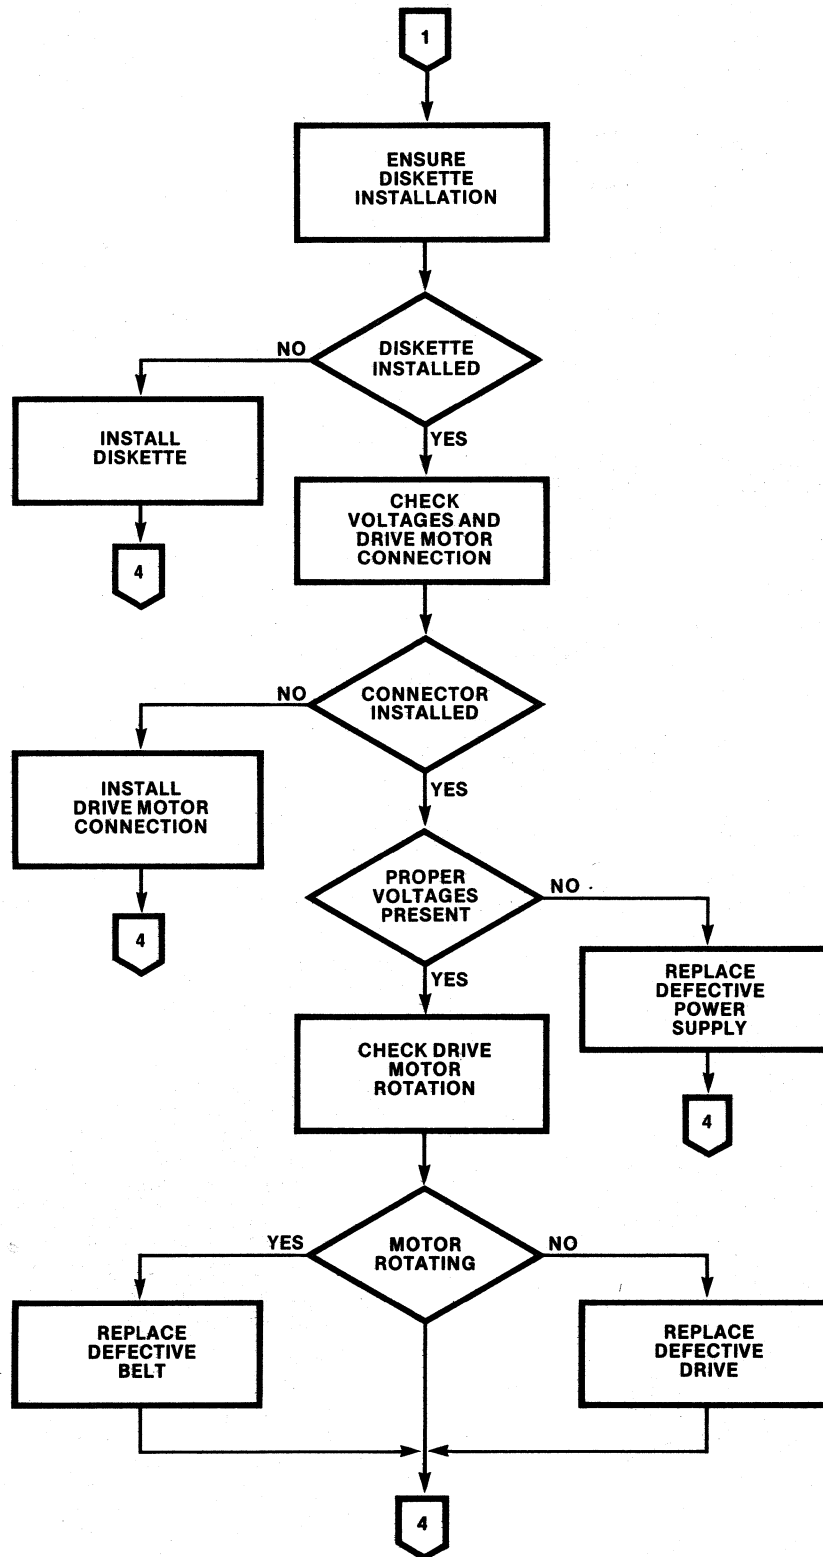 1
ENSURE
DISKETTE
INSTALLATION
DISKETTE
INSTALLED
NO
YES
INSTALL
DISKETTE
4
CHECK
VOLTAGES AND
DRIVE MOTOR
CONNECTION
CONNECTOR
INSTALLED
NO
YES
INSTALL
DRIVE MOTOR
CONNECTION
4
PROPER
VOLTAGES
PRESENT
NO
YES
REPLACE
DEFECTIVE
POWER
SUPPLY
4
CHECK DRIVE
MOTOR
ROTATION
MOTOR
ROTATING
YES
NO
REPLACE
DEFECTIVE
BELT
REPLACE
DEFECTIVE
DRIVE
4